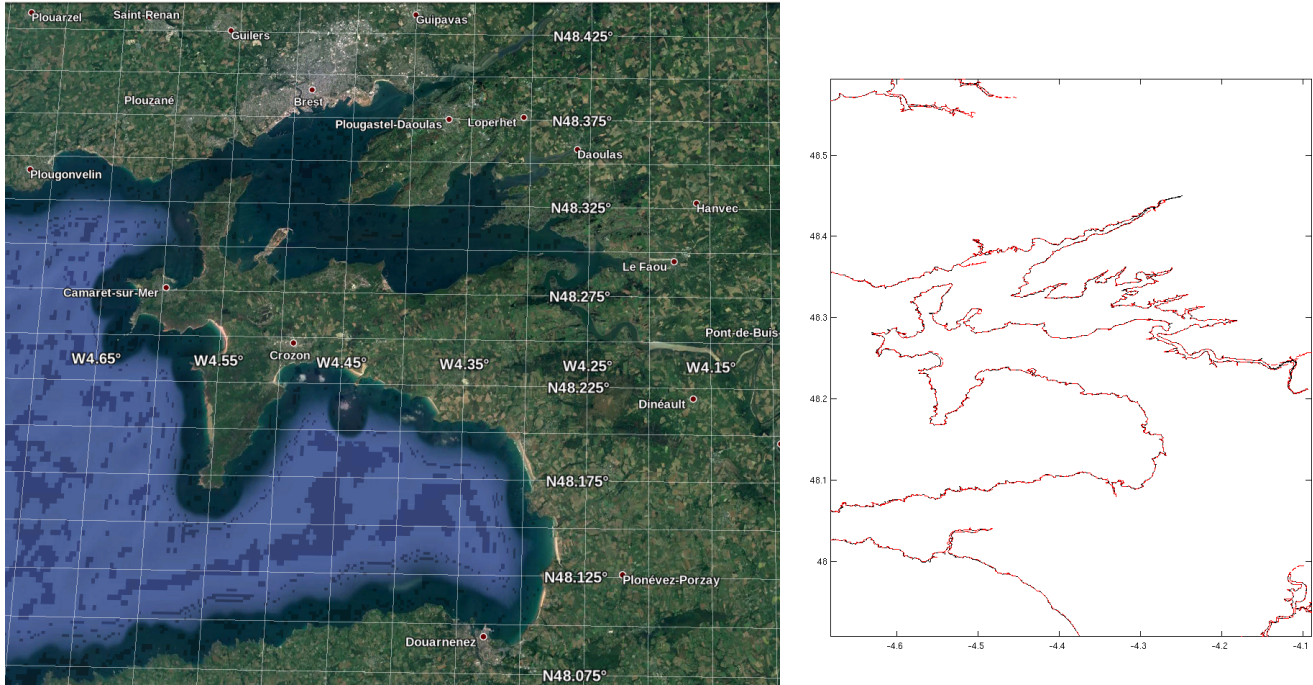 Plouarzel
Saint-Renan
Guipavas
Guilers
N48.425°
Plouzané
Brest
Plougastel-Daoulas
Loperhet
N48.375°
Daoulas
Plougonvelin
Hanvec
N48.325°
Le Faou
Camaret-sur-Mer
N48.275°
Pont-de-Buis-
Crozon
W4.65°
W4.55°
W4.45°
W4.35°
W4.25°
W4.15°
N48.225°
Dinéault
N48.175°
N48.125°
Plonévez-Porzay
Douarnenez
N48.075°
48.5
48.4
48.3
48.2
48.1
48
-4.6
-4.5
-4.4
-4.3
-4.2
-4.1